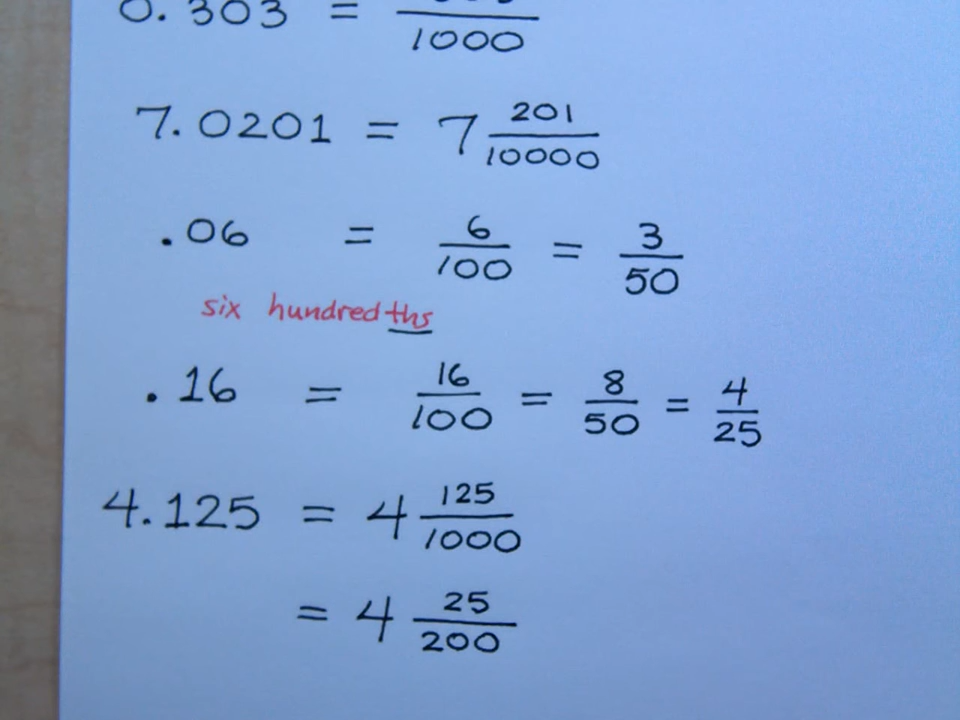 0.303 = /1000
7.0201 = 7 201/10000
.06 = 6/100 = 3/50
six hundredths
.16 = 16/100 = 8/50 = 4/25
4.125 = 4 125/1000
= 4 25/200